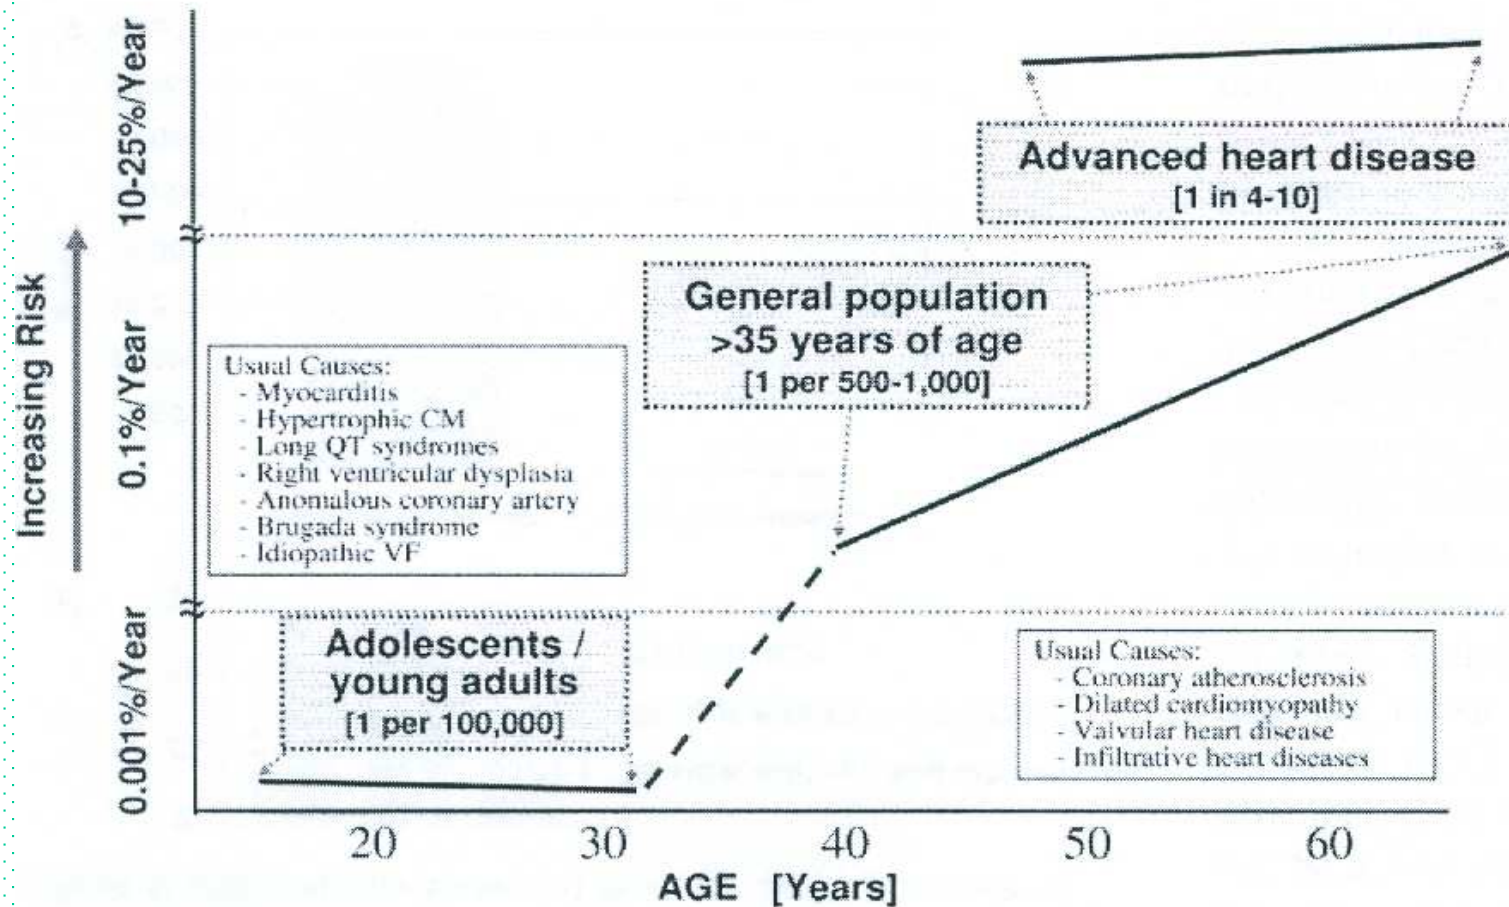 10-25%/Year
Advanced heart disease
[1 in 4-10]
Increasing Risk
0.1%/Year
General population
>35 years of age
[1 per 500-1,000]
Usual Causes:
- Myocarditis
- Hypertrophic CM
- Long QT syndromes
- Right ventricular dysplasia
- Anomalous coronary artery
- Brugada syndrome
- Idiopathic VF
0.001%/Year
Adolescents /
young adults
[1 per 100,000]
Usual Causes:
- Coronary atherosclerosis
- Dilated cardiomyopathy
- Valvular heart disease
- Infiltrative heart diseases
20 30 40 50 60
AGE [Years]